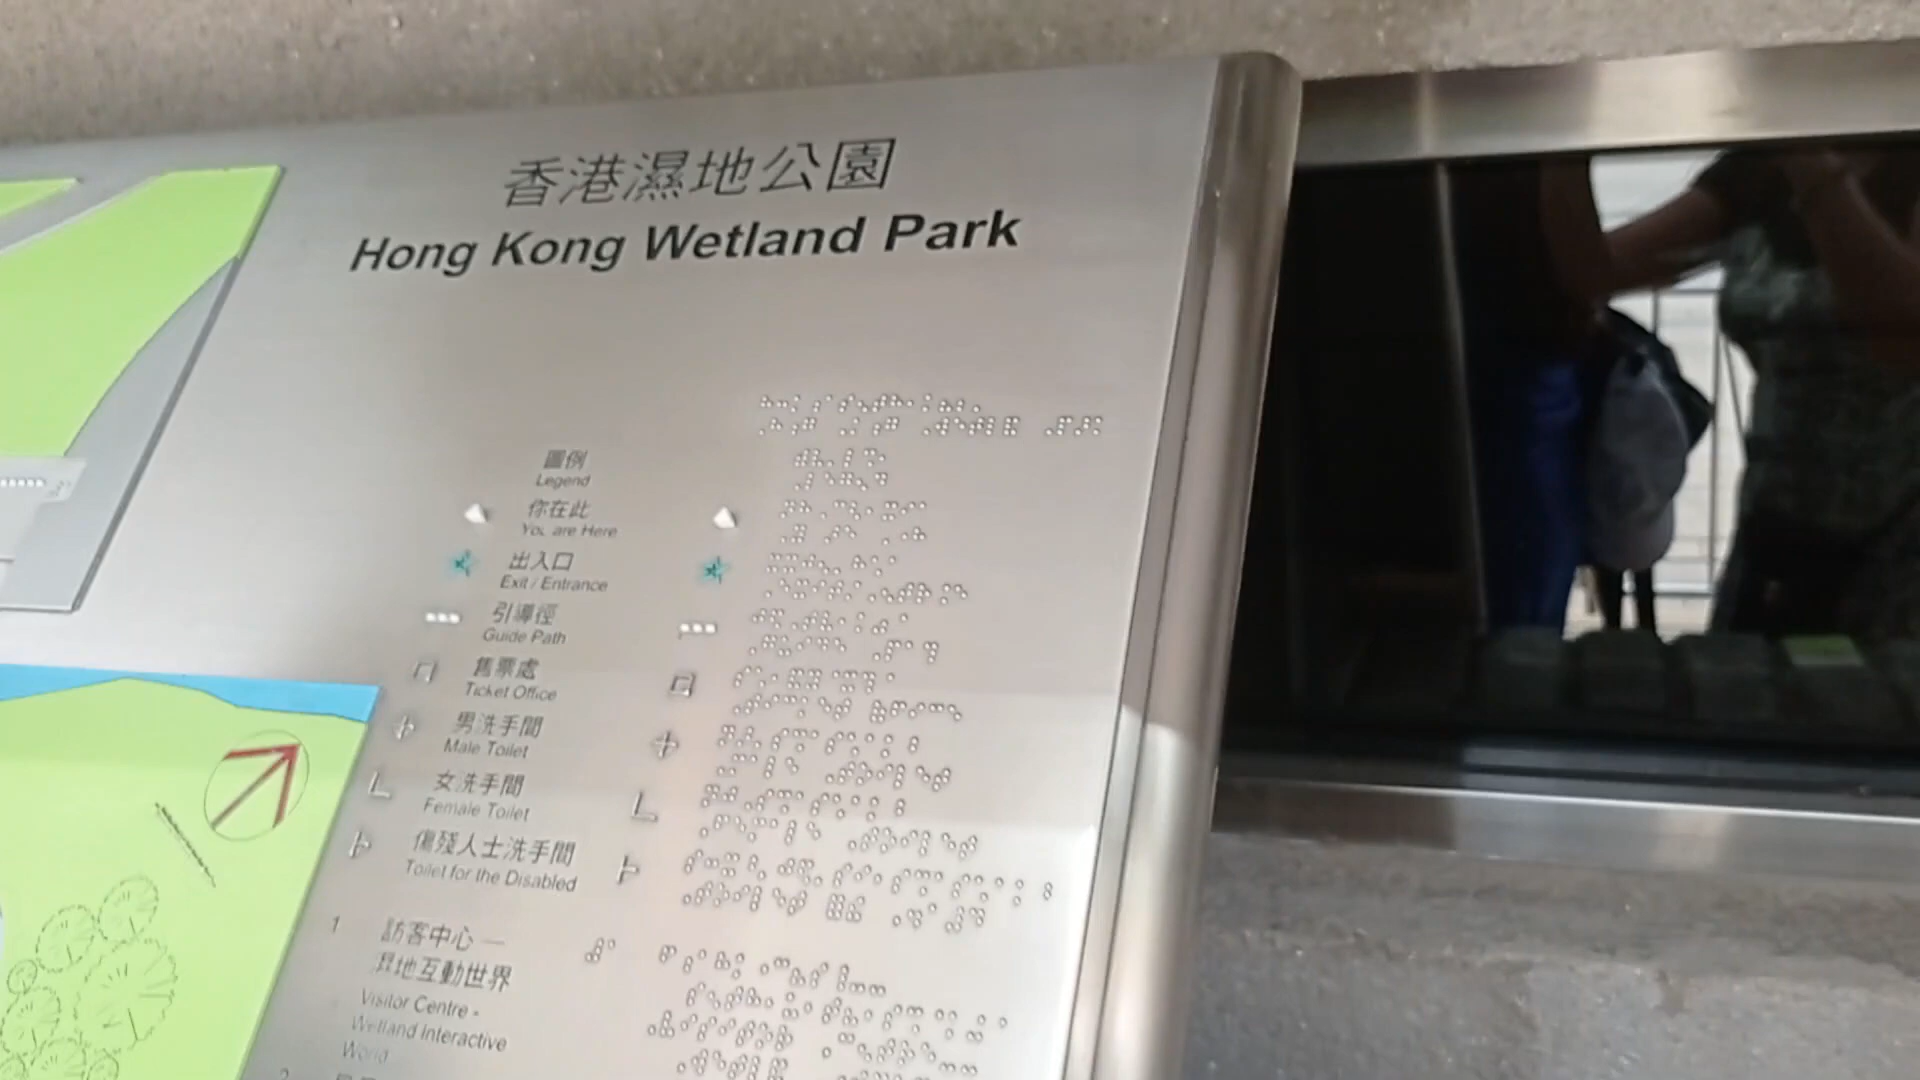 香港濕地公園
Hong Kong Wetland Park
圖例
Legend
你在此
You are Here
出入口
Exit / Entrance
引導徑
Guide Path
售票處
Ticket Office
男洗手間
Male Toilet
女洗手間
Female Toilet
傷殘人士洗手間
Toilet for the Disabled
1
訪客中心 —
濕地互動世界
Visitor Centre -
Wetland Interactive
World
2